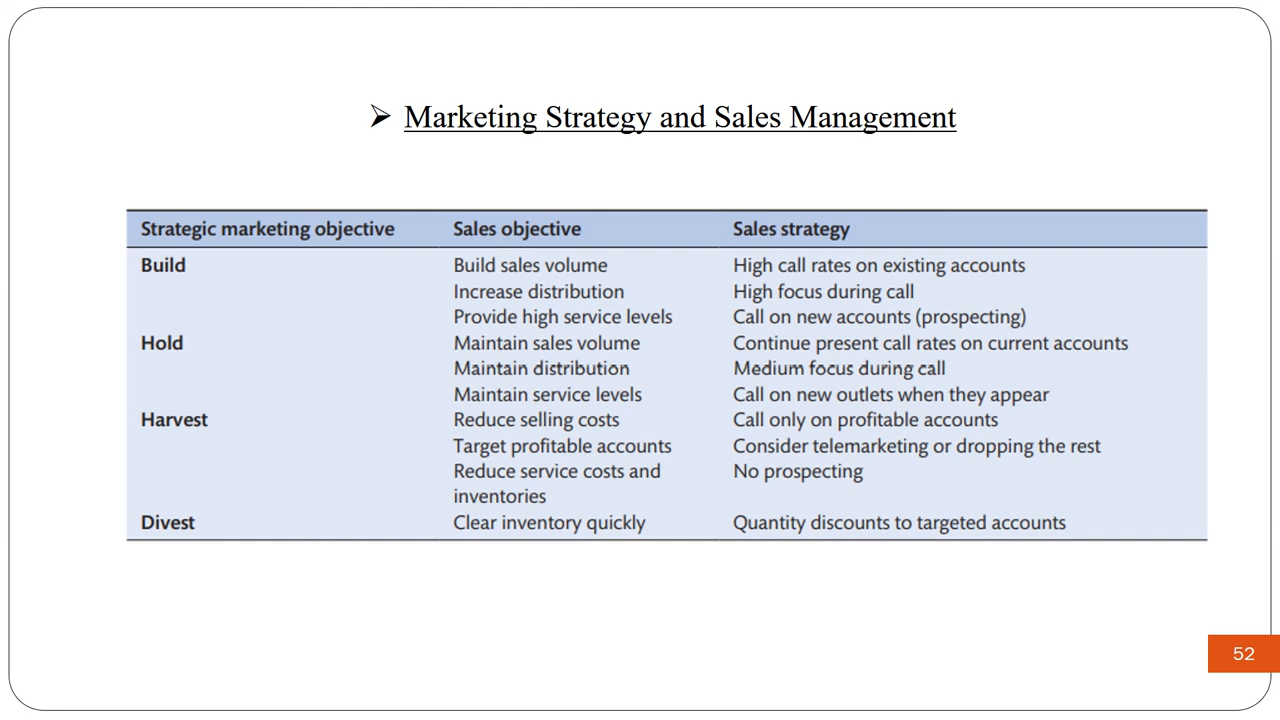 ➢ Marketing Strategy and Sales Management
Strategic marketing objective Sales objective Sales strategy
Build Build sales volume High call rates on existing accounts
Increase distribution High focus during call
Provide high service levels Call on new accounts (prospecting)
Hold Maintain sales volume Continue present call rates on current accounts
Maintain distribution Medium focus during call
Maintain service levels Call on new outlets when they appear
Harvest Reduce selling costs Call only on profitable accounts
Target profitable accounts Consider telemarketing or dropping the rest
Reduce service costs and No prospecting
inventories
Divest Clear inventory quickly Quantity discounts to targeted accounts
52